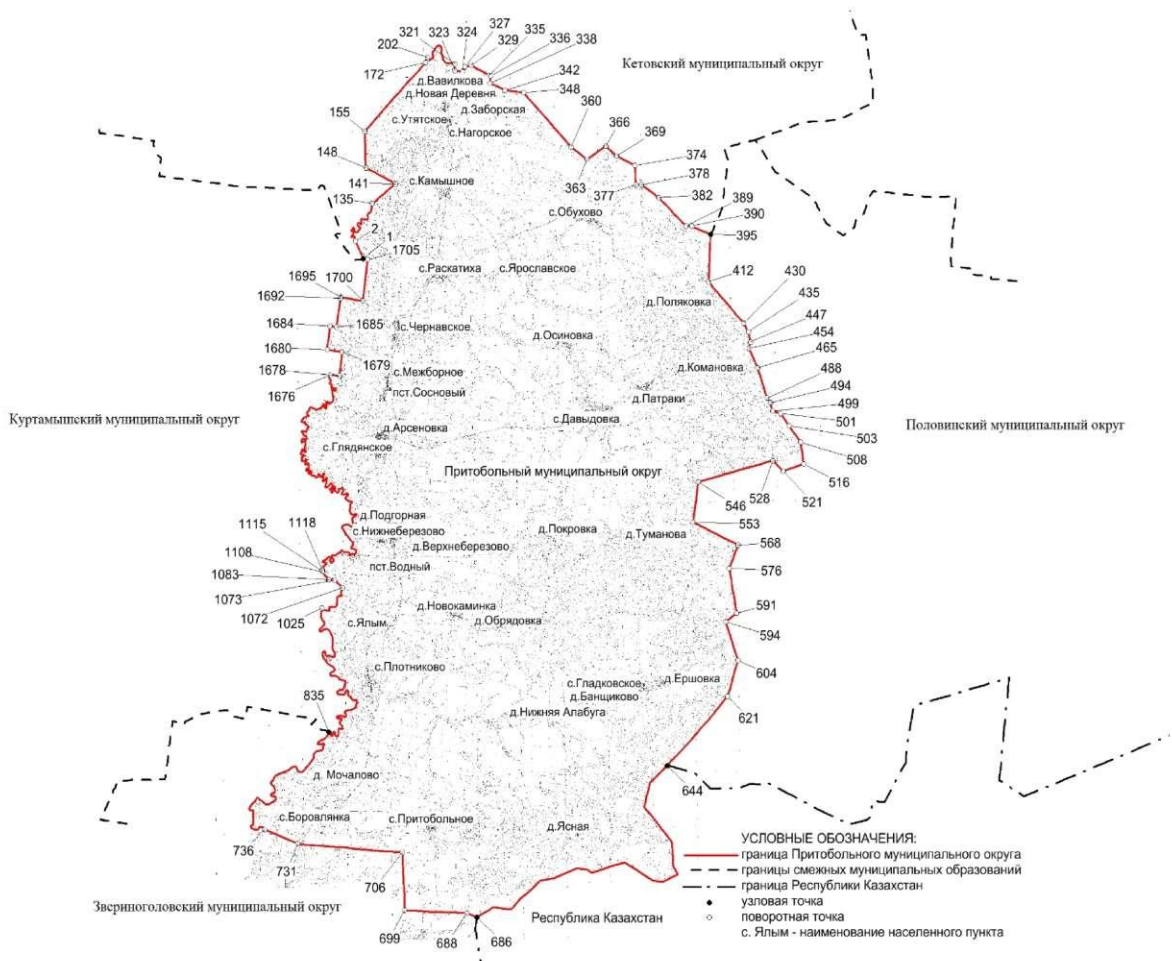 321
323
324
327
335
202
329
336
338
Кетовский муниципальный округ
172
342
д.Вавилкова
348
д.Новая Деревня
360
155
с.Утятское
д.Заборская
366
с.Нагорское
369
148
374
141
с.Камышное
363
378
377
382
135
389
с.Обухово
390
2
1
395
1705
1695
1700
с.Раскатиха
с.Ярославское
412
430
1692
д.Поляковка
435
1684
1685
с.Чернавское
447
1680
д.Осиновка
454
1679
465
1678
с.Межборное
д.Комановка
488
1676
пст.Сосновый
494
д.Патраки
499
Куртамышский муниципальный округ
с.Давыдовка
501
Половинский муниципальный округ
д.Арсеновка
503
с.Глядянское
508
Притобольный муниципальный округ
516
528
521
546
1118
д.Подгорная
553
1115
с.Нижнеберезово
д.Покровка
д.Туманова
1108
д.Верхнеберезово
568
1083
пст.Водный
576
1073
1072
д.Новокаминка
591
1025
с.Ялым
д.Обрядовка
594
с.Плотниково
604
с.Гладковское
д.Ершовка
835
д.Банщиково
621
д.Нижняя Алабуга
644
д. Мочалово
с.Боровлянка
с.Притобольное
д.Ясная
УСЛОВНЫЕ ОБОЗНАЧЕНИЯ:
736
граница Притобольного муниципального округа
731
границы смежных муниципальных образований
706
граница Республики Казахстан
узловая точка
Звериноголовский муниципальный округ
поворотная точка
699
688
686
Республика Казахстан
с. Ялым - наименование населенного пункта